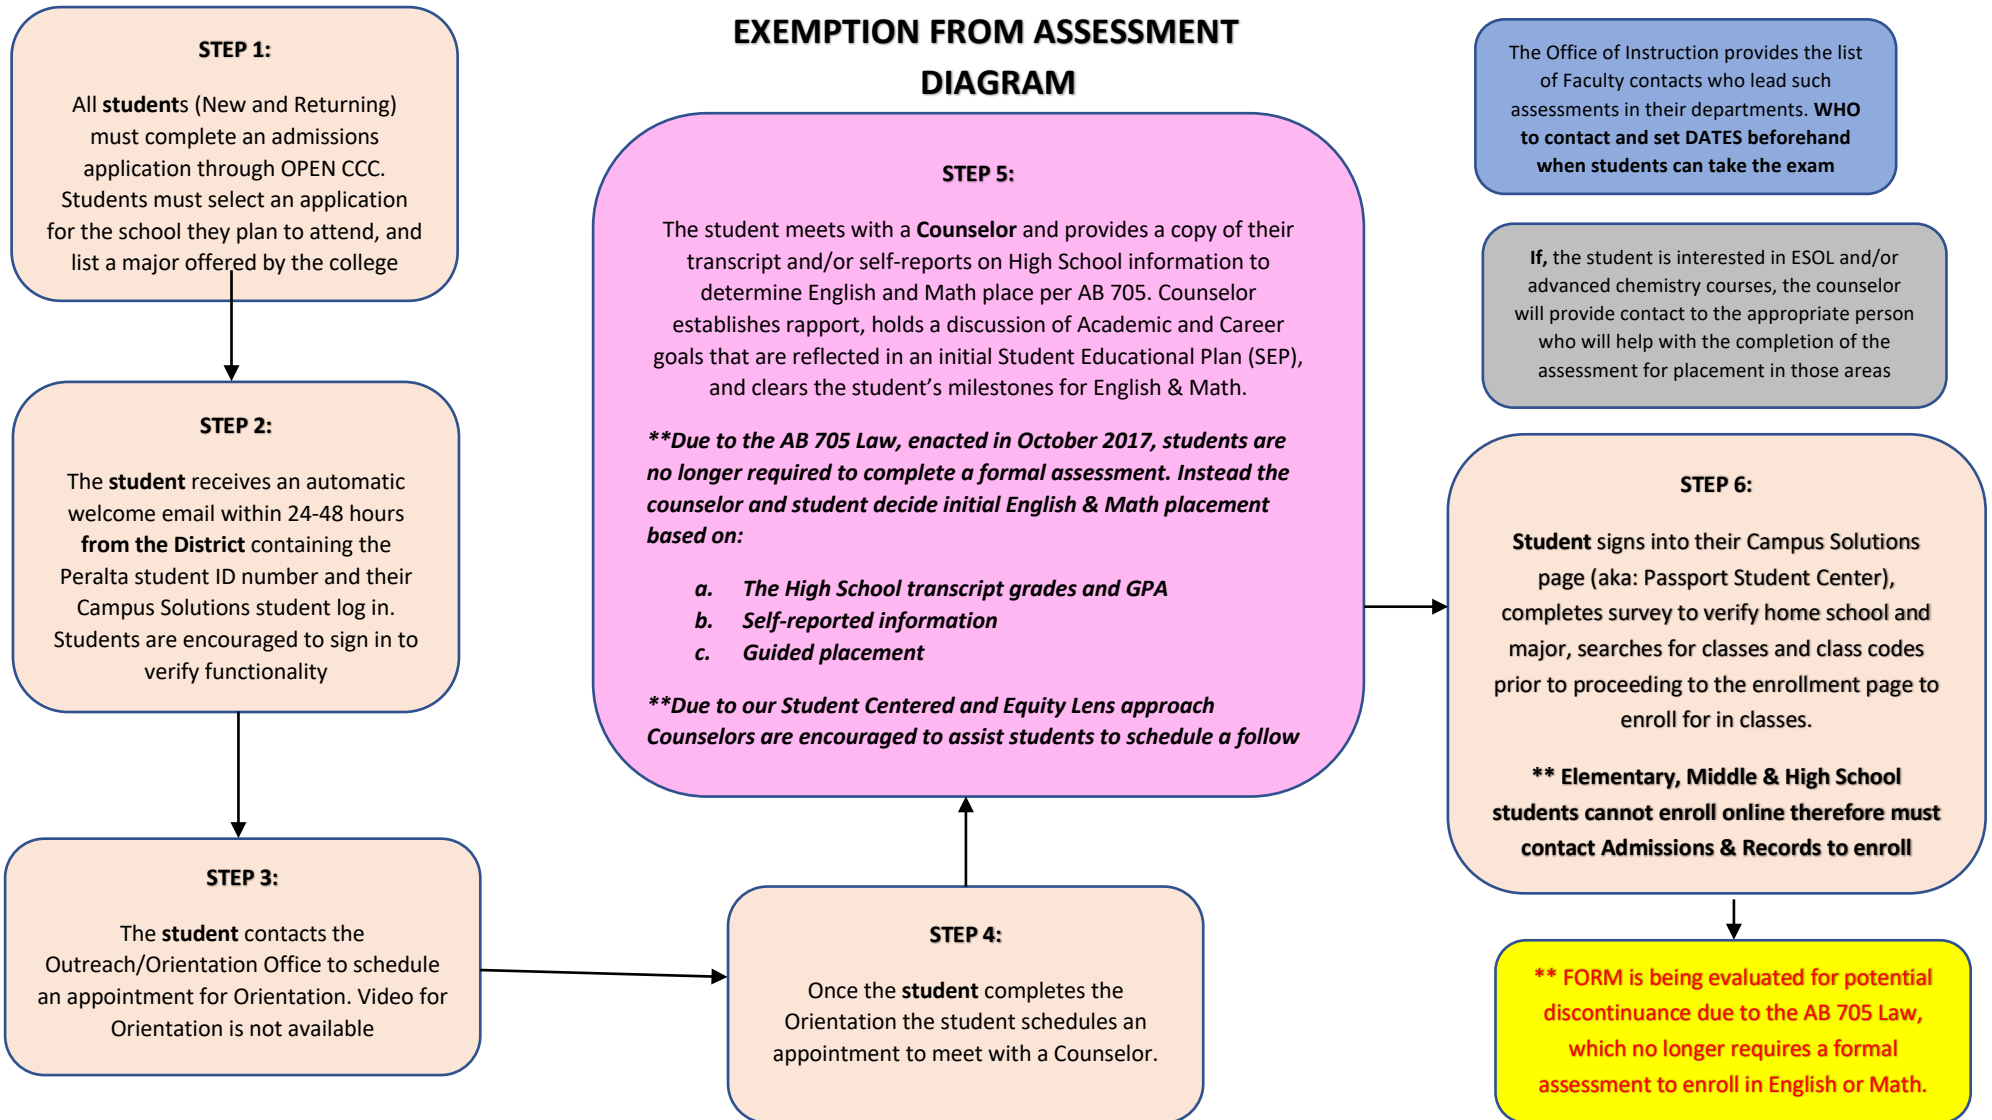 EXEMPTION FROM ASSESSMENT
DIAGRAM
STEP 1:
All students (New and Returning)
must complete an admissions
application through OPEN CCC.
Students must select an application
for the school they plan to attend, and
list a major offered by the college
STEP 2:
The student receives an automatic
welcome email within 24-48 hours
from the District containing the
Peralta student ID number and their
Campus Solutions student log in.
Students are encouraged to sign in to
verify functionality
STEP 3:
The student contacts the
Outreach/Orientation Office to schedule
an appointment for Orientation. Video for
Orientation is not available
STEP 4:
Once the student completes the
Orientation the student schedules an
appointment to meet with a Counselor.
STEP 5:
The student meets with a Counselor and provides a copy of their
transcript and/or self-reports on High School information to
determine English and Math place per AB 705. Counselor
establishes rapport, holds a discussion of Academic and Career
goals that are reflected in an initial Student Educational Plan (SEP),
and clears the student’s milestones for English & Math.
**Due to the AB 705 Law, enacted in October 2017, students are
no longer required to complete a formal assessment. Instead the
counselor and student decide initial English & Math placement
based on:
a. The High School transcript grades and GPA
b. Self-reported information
c. Guided placement
**Due to our Student Centered and Equity Lens approach
Counselors are encouraged to assist students to schedule a follow
The Office of Instruction provides the list
of Faculty contacts who lead such
assessments in their departments. WHO
to contact and set DATES beforehand
when students can take the exam
If, the student is interested in ESOL and/or
advanced chemistry courses, the counselor
will provide contact to the appropriate person
who will help with the completion of the
assessment for placement in those areas
STEP 6:
Student signs into their Campus Solutions
page (aka: Passport Student Center),
completes survey to verify home school and
major, searches for classes and class codes
prior to proceeding to the enrollment page to
enroll for in classes.
** Elementary, Middle & High School
students cannot enroll online therefore must
contact Admissions & Records to enroll
** FORM is being evaluated for potential
discontinuance due to the AB 705 Law,
which no longer requires a formal
assessment to enroll in English or Math.